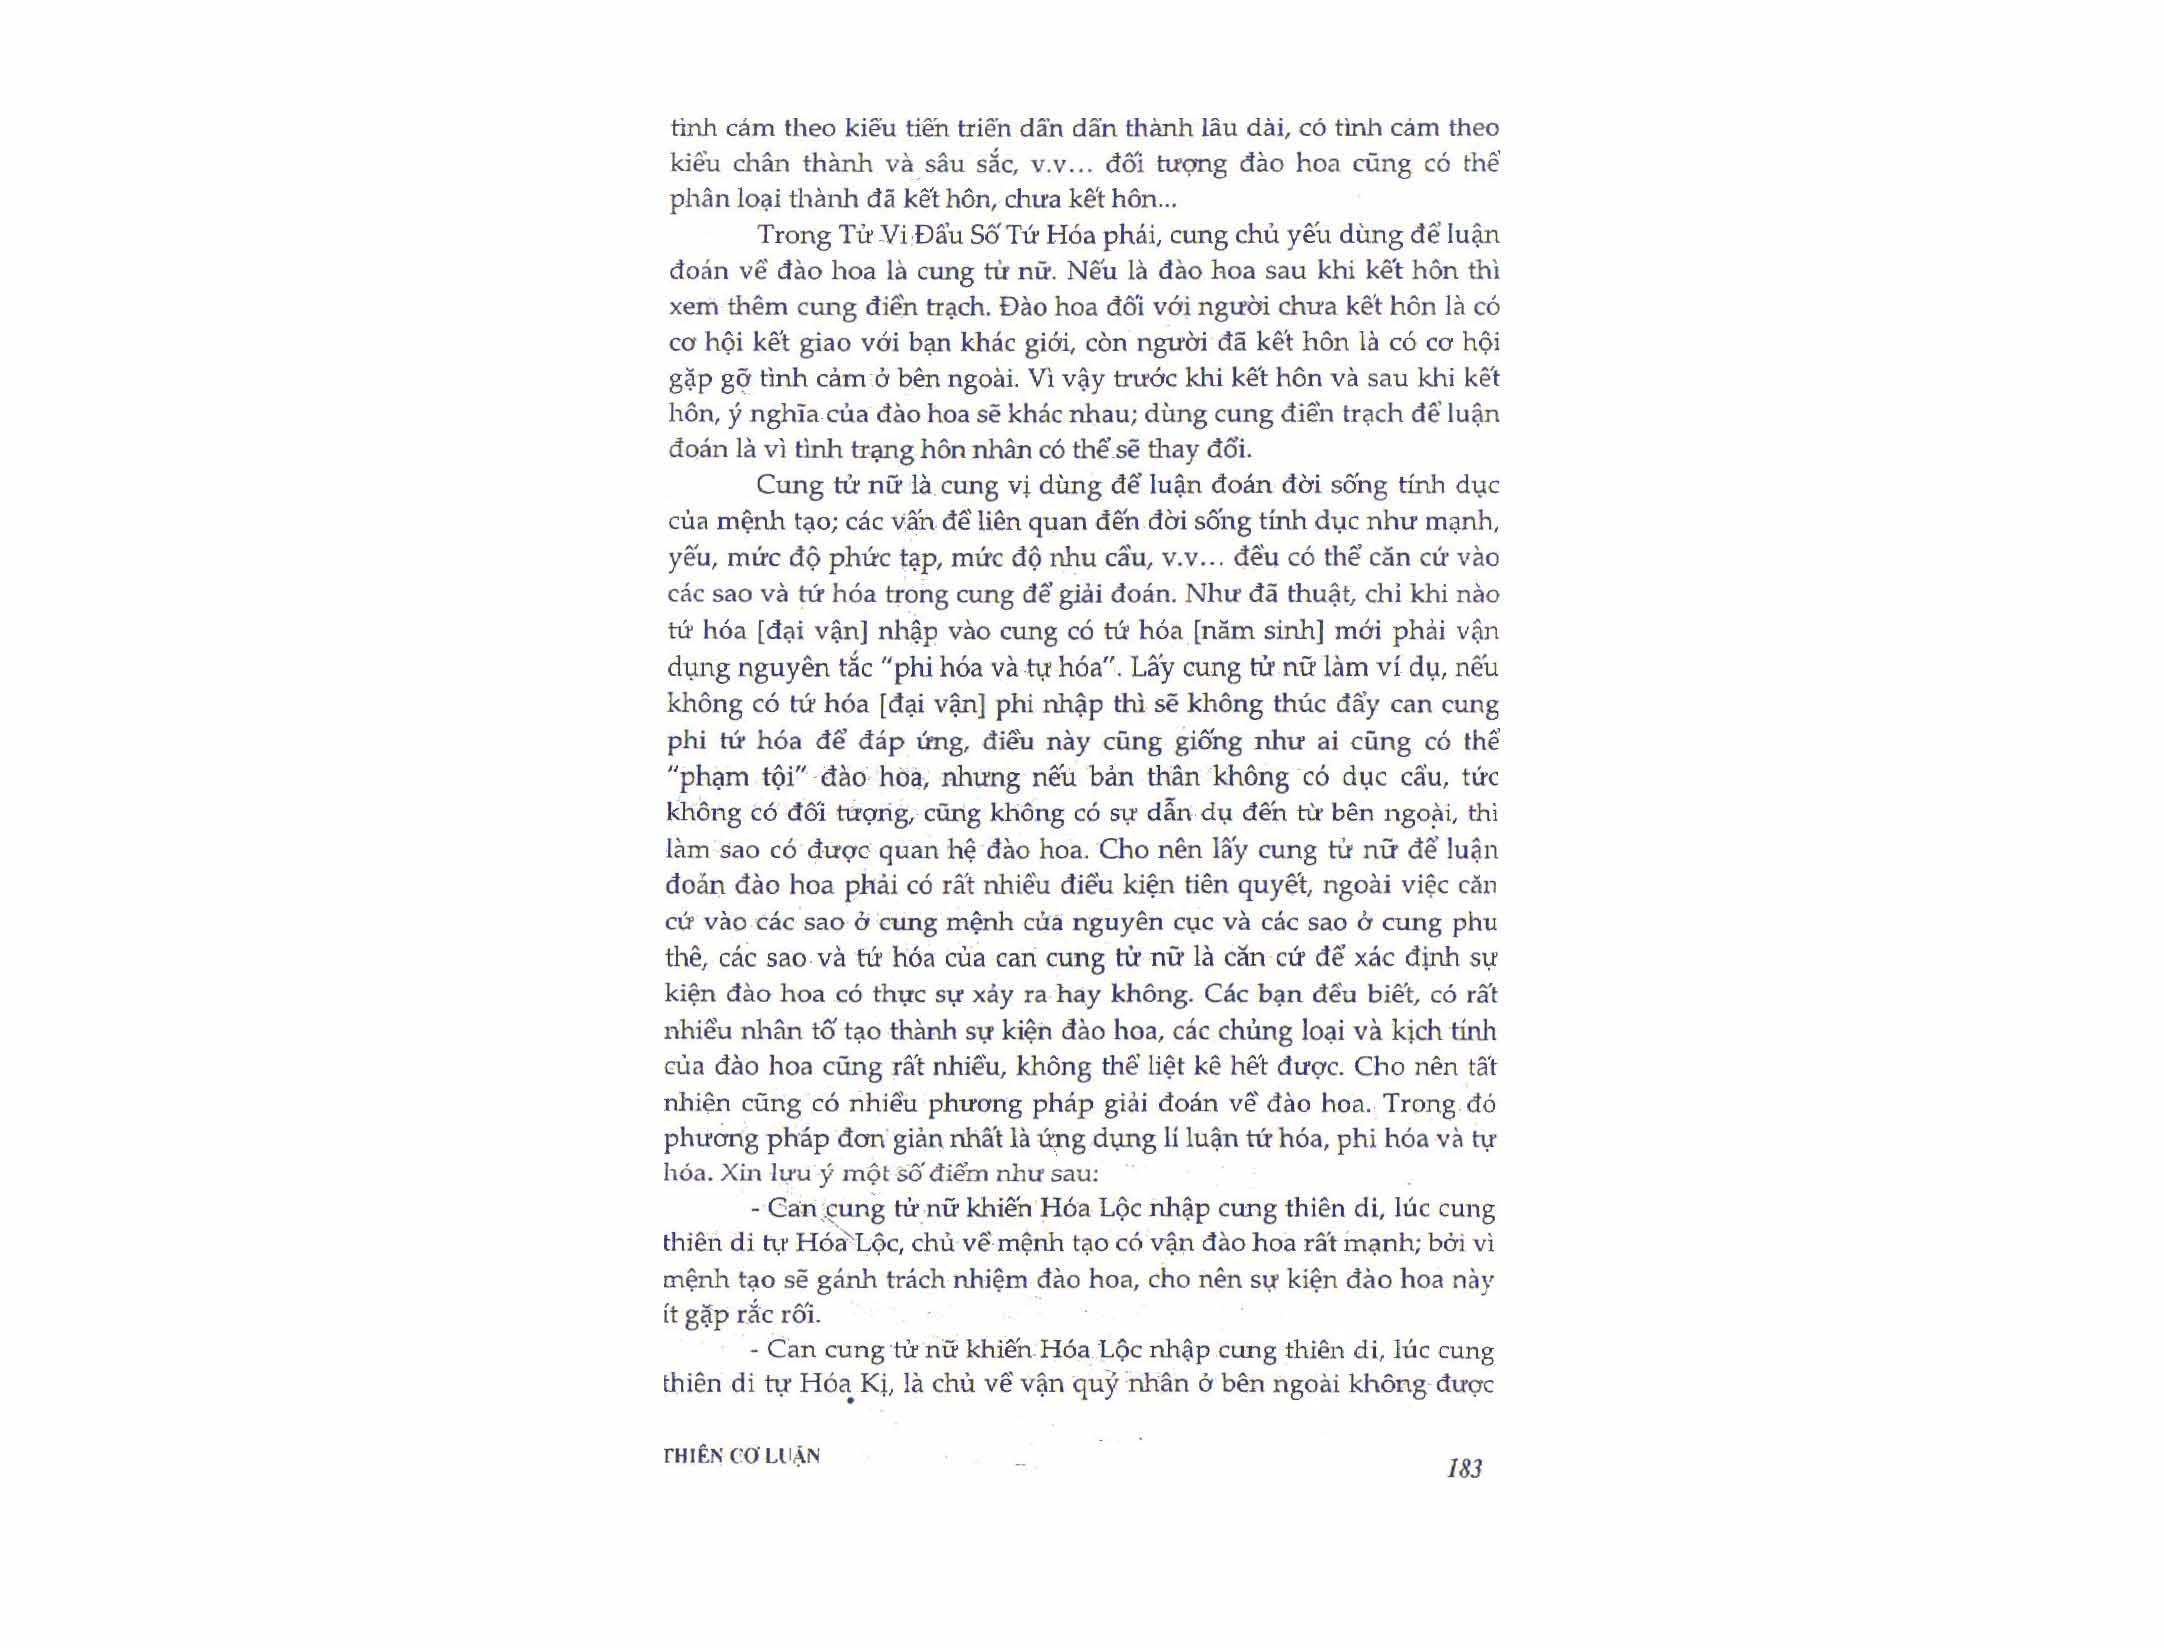 tình cảm theo kiểu tiến triển dần dần thành lâu dài, có tình cảm theo
kiểu chân thành và sâu sắc, v.v... đối tượng đào hoa cũng có thể
phân loại thành đã kết hôn, chưa kết hôn...
Trong Tử Vi Đẩu Số Tứ Hóa phái, cung chủ yếu dùng để luận
đoán về đào hoa là cung tử nữ. Nếu là đào hoa sau khi kết hôn thì
xem thêm cung điền trạch. Đào hoa đối với người chưa kết hôn là có
cơ hội kết giao với bạn khác giới, còn người đã kết hôn là có cơ hội
gặp gỡ tình cảm ở bên ngoài. Vì vậy trước khi kết hôn và sau khi kết
hôn, ý nghĩa của đào hoa sẽ khác nhau; dùng cung điền trạch để luận
đoán là vì tình trạng hôn nhân có thể sẽ thay đổi.
Cung tử nữ là cung vị dùng để luận đoán đời sống tính dục
của mệnh tạo; các vấn đề liên quan đến đời sống tính dục như mạnh,
yếu, mức độ phức tạp, mức độ nhu cầu, v.v... đều có thể căn cứ vào
các sao và tứ hóa trong cung để giải đoán. Như đã thuật, chỉ khi nào
tứ hóa [đại vận] nhập vào cung có tứ hóa [năm sinh] mới phải vận
dụng nguyên tắc "phi hóa và tự hóa". Lấy cung tử nữ làm ví dụ, nếu
không có tứ hóa [đại vận] phi nhập thì sẽ không thúc đẩy can cung
phi tứ hóa để đáp ứng, điều này cũng giống như ai cũng có thể
"phạm tội" đào hoa, nhưng nếu bản thân không có dục cầu, tức
không có đối tượng, cũng không có sự dẫn dụ đến từ bên ngoài, thì
làm sao có được quan hệ đào hoa. Cho nên lấy cung tử nữ để luận
đoán đào hoa phải có rất nhiều điều kiện tiên quyết, ngoài việc căn
cứ vào các sao ở cung mệnh của nguyên cục và các sao ở cung phu
thê, các sao và tứ hóa của can cung tử nữ là căn cứ để xác định sự
kiện đào hoa có thực sự xảy ra hay không. Các bạn đều biết, có rất
nhiều nhân tố tạo thành sự kiện đào hoa, các chủng loại và kịch tính
của đào hoa cũng rất nhiều, không thể liệt kê hết được. Cho nên tất
nhiên cũng có nhiều phương pháp giải đoán về đào hoa. Trong đó
phương pháp đơn giản nhất là ứng dụng lí luận tứ hóa, phi hóa và tự
hóa. Xin lưu ý một số điểm như sau:
- Can cung tử nữ khiến Hóa Lộc nhập cung thiên di, lúc cung
thiên di tự Hóa Lộc, chủ về mệnh tạo có vận đào hoa rất mạnh; bởi vì
mệnh tạo sẽ gánh trách nhiệm đào hoa, cho nên sự kiện đào hoa này
ít gặp rắc rối.
- Can cung tử nữ khiến Hóa Lộc nhập cung thiên di, lúc cung
thiên di tự Hóa Kị, là chủ về vận quý nhân ở bên ngoài không được
THIÊN CƠ LUẬN
183